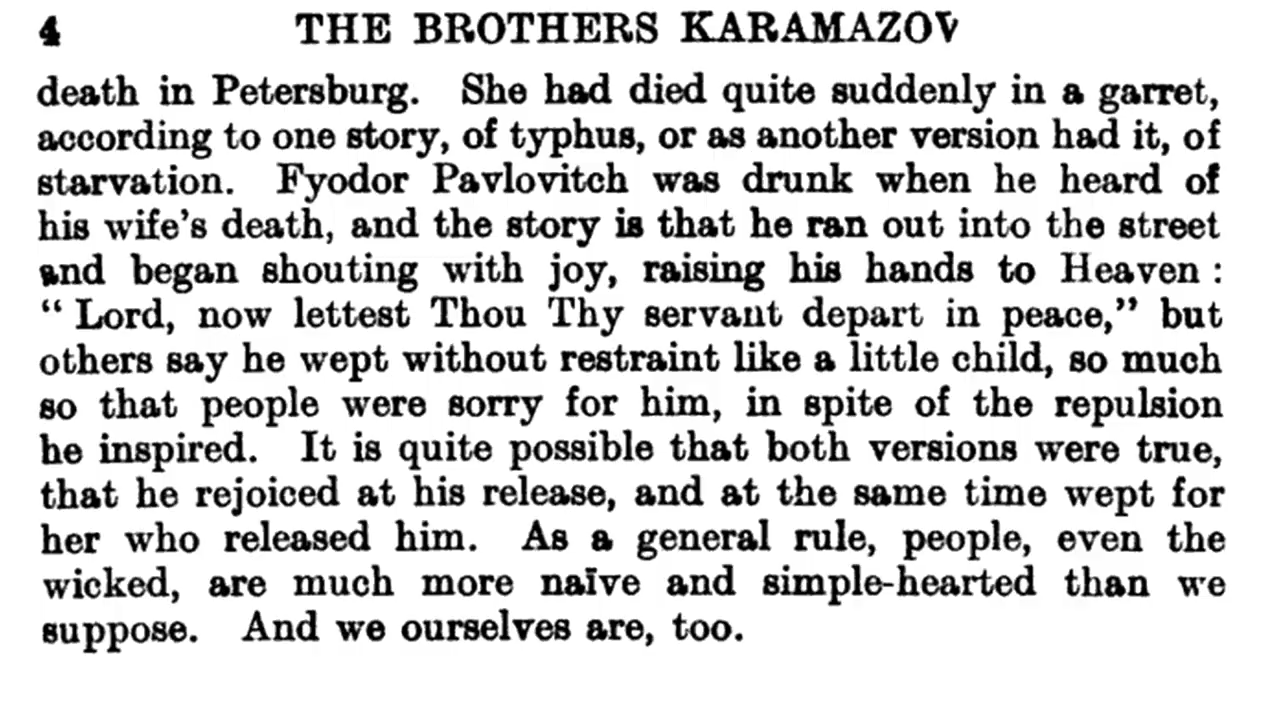 4 THE BROTHERS KARAMAZOV
death in Petersburg. She had died quite suddenly in a garret,
according to one story, of typhus, or as another version had it, of
starvation. Fyodor Pavlovitch was drunk when he heard of
his wife's death, and the story is that he ran out into the street
and began shouting with joy, raising his hands to Heaven :
“ Lord, now lettest Thou Thy servant depart in peace,” but
others say he wept without restraint like a little child, so much
so that people were sorry for him, in spite of the repulsion
he inspired. It is quite possible that both versions were true,
that he rejoiced at his release, and at the same time wept for
her who released him. As a general rule, people, even the
wicked, are much more naïve and simple-hearted than we
suppose. And we ourselves are, too.